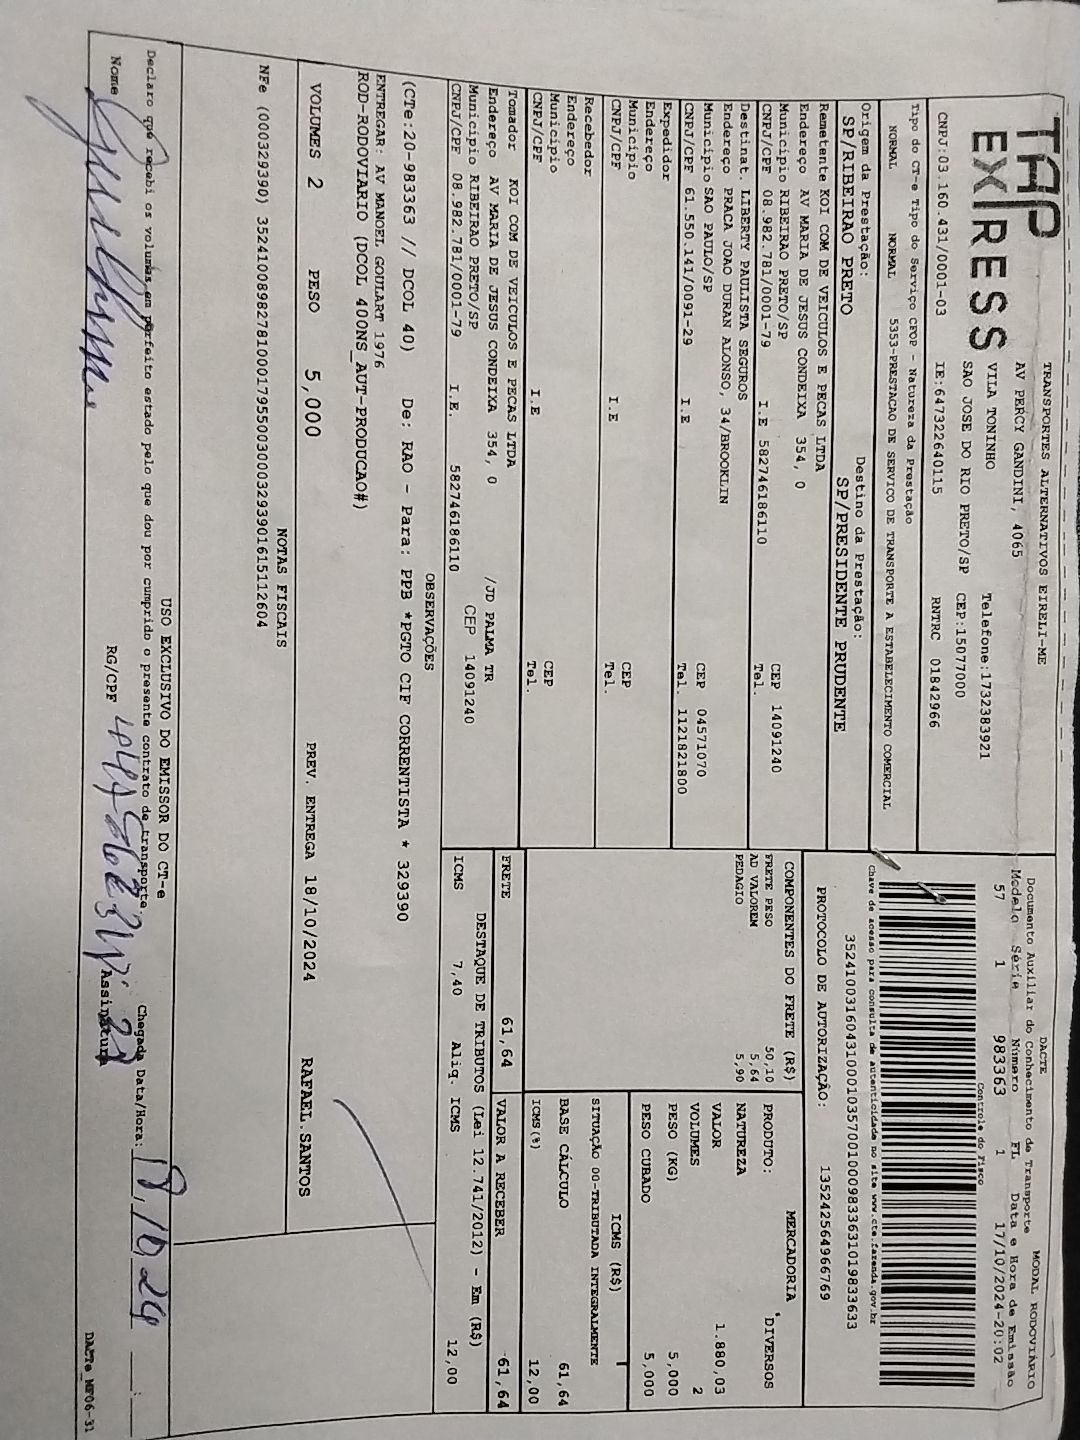 TAP EXPRESS
TRANSPORTES ALTERNATIVOS EIRELI-ME
AV PERCY GANDINI, 4065
VILA TONINHO Telefone:1732383921
SAO JOSE DO RIO PRETO/SP CEP:15077000
CNPJ:03.160.431/0001-03 IE:647322640115 RNTRC 01842966
DACTE MODAL RODOVIÁRIO
Documento Auxiliar do Conhecimento de Transporte
Modelo Série Número FL Data e Hora de Emissão
57 1 983363 1 17/10/2024-20:02
Controle do Fisco
Chave de acesso para consulta de autenticidade no site www.cte.fazenda.gov.br
35241003160431000103570010009833631019833633
PROTOCOLO DE AUTORIZAÇÃO: 135242564966769
Tipo do CT-e Tipo do Serviço CFOP - Natureza da Prestação
NORMAL NORMAL 5353-PRESTACAO DE SERVICO DE TRANSPORTE A ESTABELECIMENTO COMERCIAL
Origem da Prestação: Destino da Prestação:
SP/RIBEIRAO PRETO SP/PRESIDENTE PRUDENTE
Remetente KOI COM DE VEICULOS E PECAS LTDA
Endereço AV MARIA DE JESUS CONDEIXA 354, 0
Município RIBEIRAO PRETO/SP CEP 14091240
CNPJ/CPF 08.982.781/0001-79 I.E 582746186110 Tel.
Destinat. LIBERTY PAULISTA SEGUROS
Endereço PRACA JOAO DURAN ALONSO, 34/BROOKLIN
Município SAO PAULO/SP CEP 04571070
CNPJ/CPF 61.550.141/0091-29 I.E Tel. 1121821800
Expedidor
Endereço
Município CEP
CNPJ/CPF I.E Tel.
Recebedor
Endereço
Município CEP
CNPJ/CPF I.E Tel.
Tomador KOI COM DE VEICULOS E PECAS LTDA
Endereço AV MARIA DE JESUS CONDEIXA 354, 0 /JD PALMA TR
Município RIBEIRAO PRETO/SP CEP 14091240
CNPJ/CPF 08.982.781/0001-79 I.E. 582746186110
COMPONENTES DO FRETE (R$)
FRETE PESO 50,10
AD VALOREM 5,64
PEDAGIO 5,90
MERCADORIA
PRODUTO: DIVERSOS
NATUREZA
VALOR 1.880,03
VOLUMES 2
PESO (KG) 5,000
PESO CUBADO 5,000
ICMS (R$)
SITUAÇÃO 00-TRIBUTADA INTEGRALMENTE
BASE CÁLCULO 61,64
ICMS(%) 12,00
FRETE 61,64 VALOR A RECEBER 61,64
DESTAQUE DE TRIBUTOS (Lei 12.741/2012) - Em (R$)
ICMS 7,40 Aliq. ICMS 12,00
OBSERVAÇÕES
(CTe:20-983363 // DCOL 40) De: RAO - Para: PPB *PGTO CIF CORRENTISTA * 329390
ENTREGAR: AV MANOEL GOULART 1976
ROD-RODOVIARIO (DCOL 400NS_AUT-PRODUCAO#)
VOLUMES 2 PESO 5,000 PREV. ENTREGA 18/10/2024 RAFAEL.SANTOS
NOTAS FISCAIS
NFe (000329390) 35241008982781000179550030003293901615112604
USO EXCLUSIVO DO EMISSOR DO CT-e
Declaro que recebi os volumes em perfeito estado pelo que dou por cumprido o presente contrato de transporte.
Chegada Data/Hora: 18, 10, 24 :
Nome RG/CPF Assinatura
DACTe_MF06-31